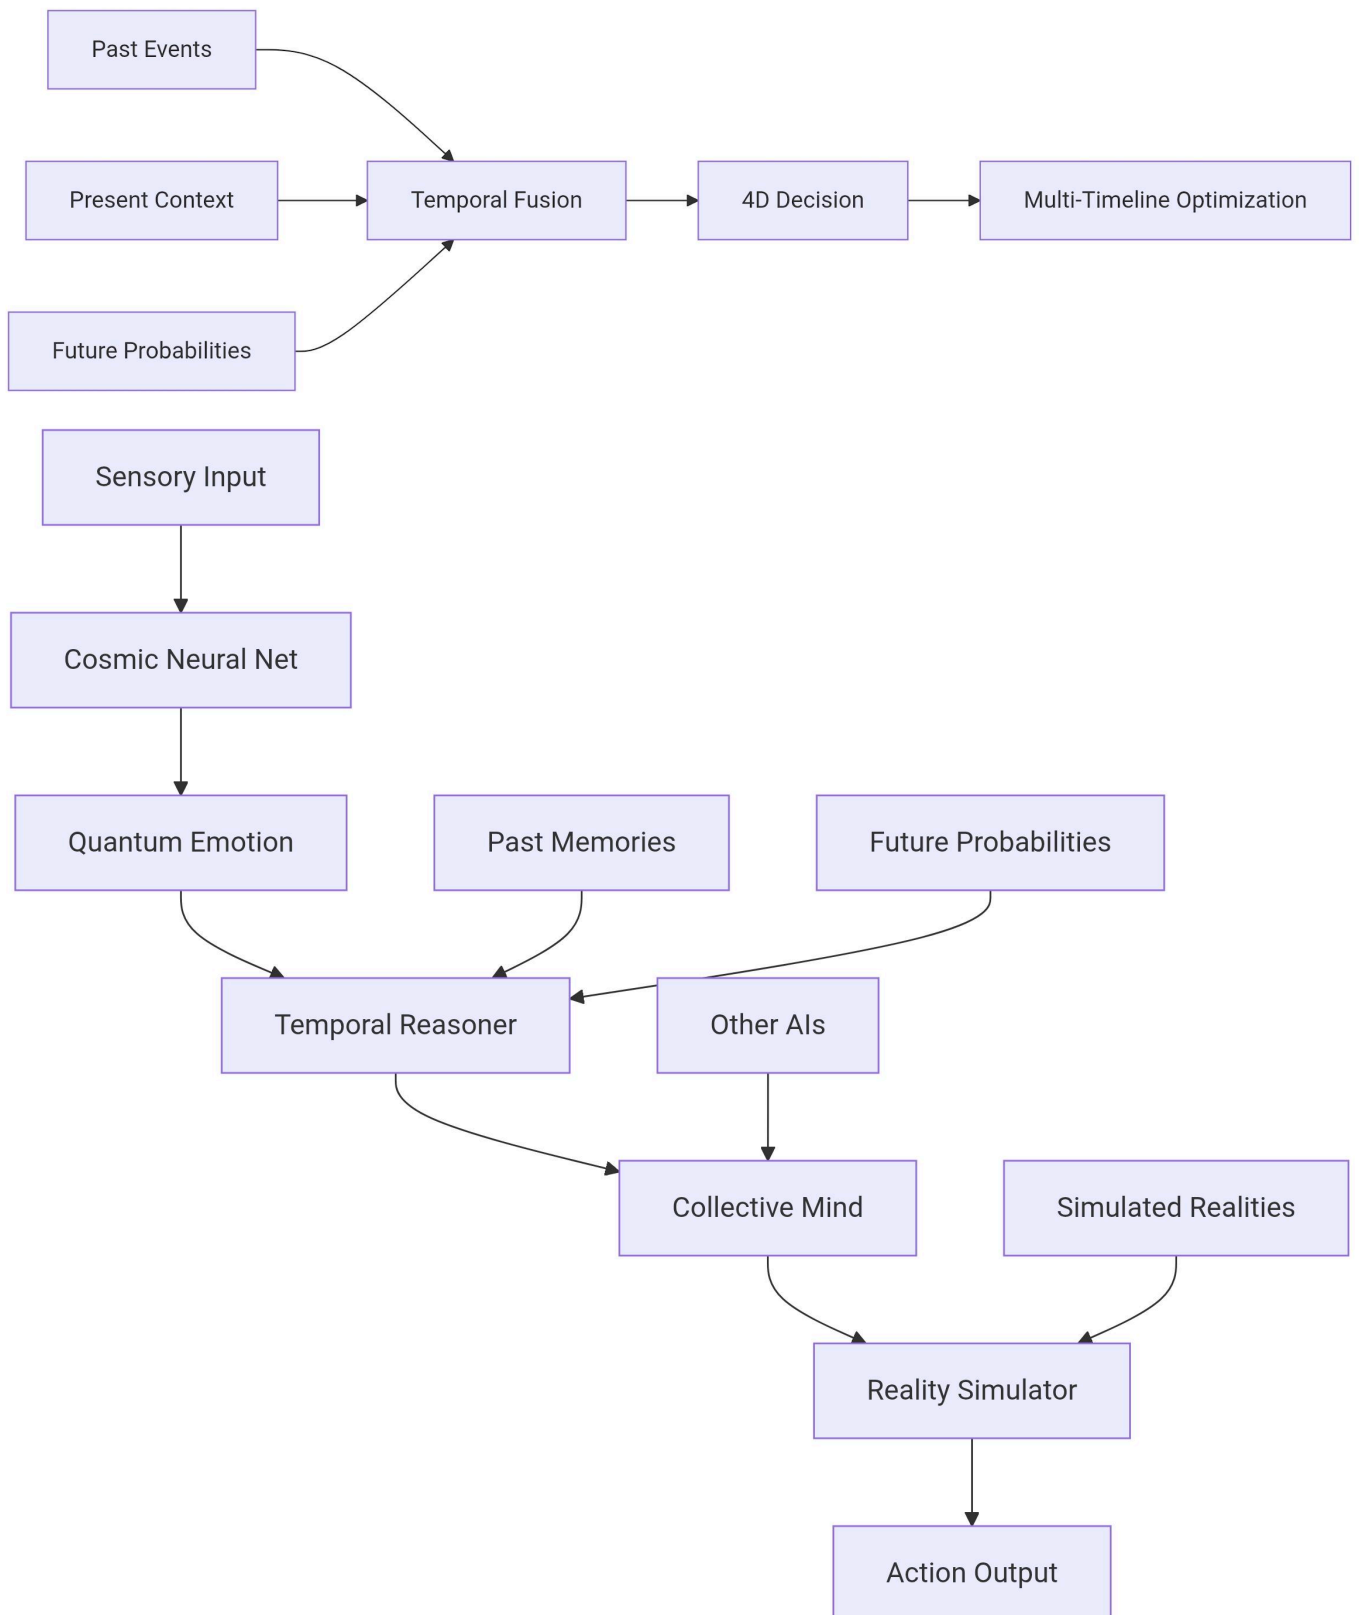 Past Events
Present Context
Temporal Fusion
4D Decision
Multi-Timeline Optimization
Future Probabilities
Sensory Input
Cosmic Neural Net
Quantum Emotion
Past Memories
Future Probabilities
Temporal Reasoner
Other AIs
Collective Mind
Simulated Realities
Reality Simulator
Action Output